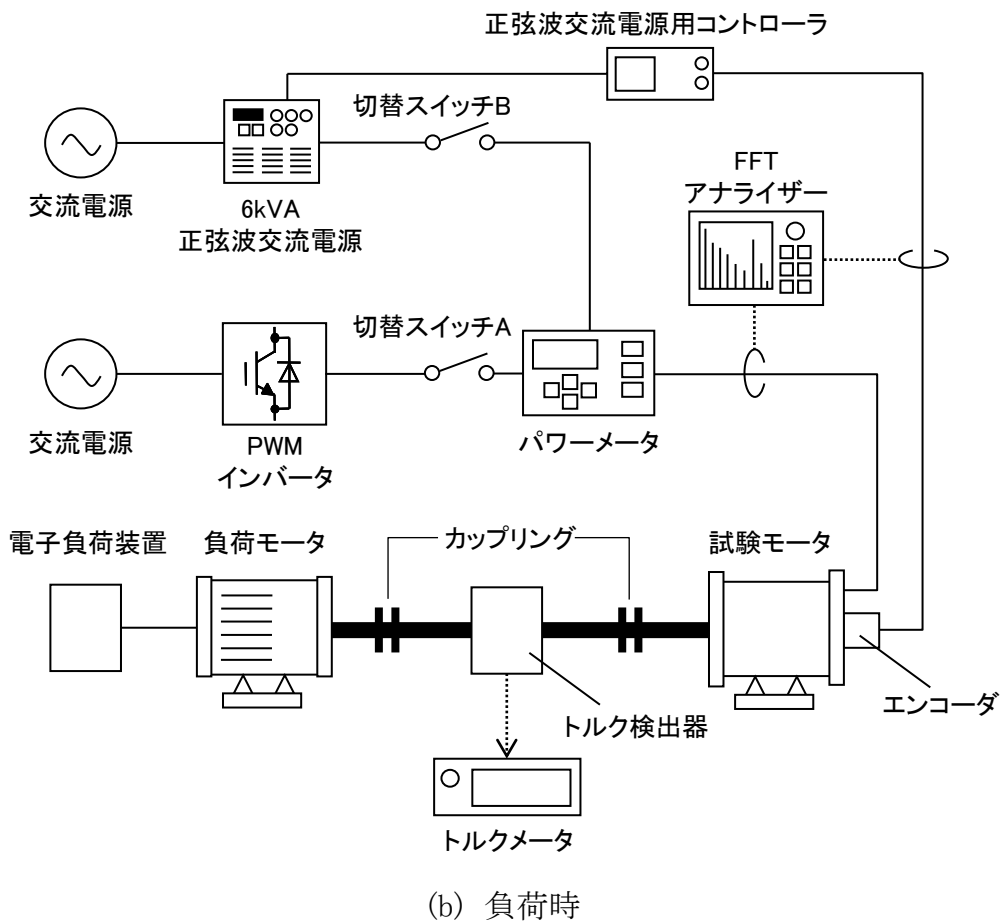 正弦波交流電源用コントローラ
切替スイッチB
交流電源
6kVA
正弦波交流電源
FFT
アナライザー
切替スイッチA
交流電源
PWM
インバータ
パワーメータ
電子負荷装置
負荷モータ
カップリング
試験モータ
エンコーダ
トルク検出器
トルクメータ
(b) 負荷時